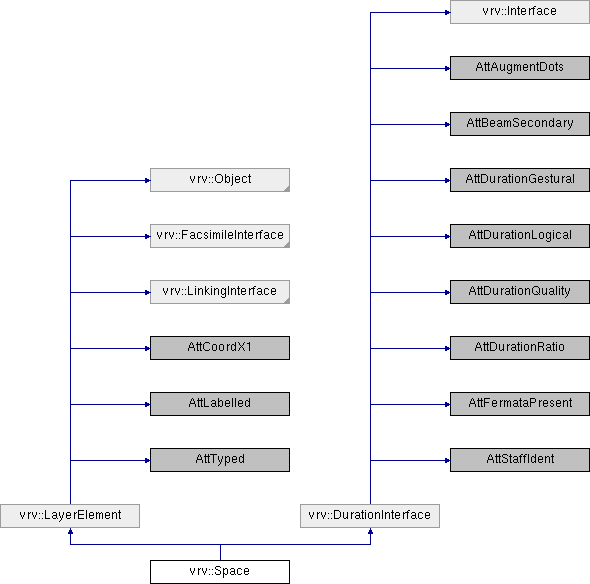 vrv::Interface
AttAugmentDots
AttBeamSecondary
vrv::Object
AttDurationGestural
vrv::FacsimileInterface
AttDurationLogical
vrv::LinkingInterface
AttDurationQuality
AttCoordX1
AttDurationRatio
AttLabelled
AttFermataPresent
AttTyped
AttStaffIdent
vrv::LayerElement
vrv::DurationInterface
vrv::Space